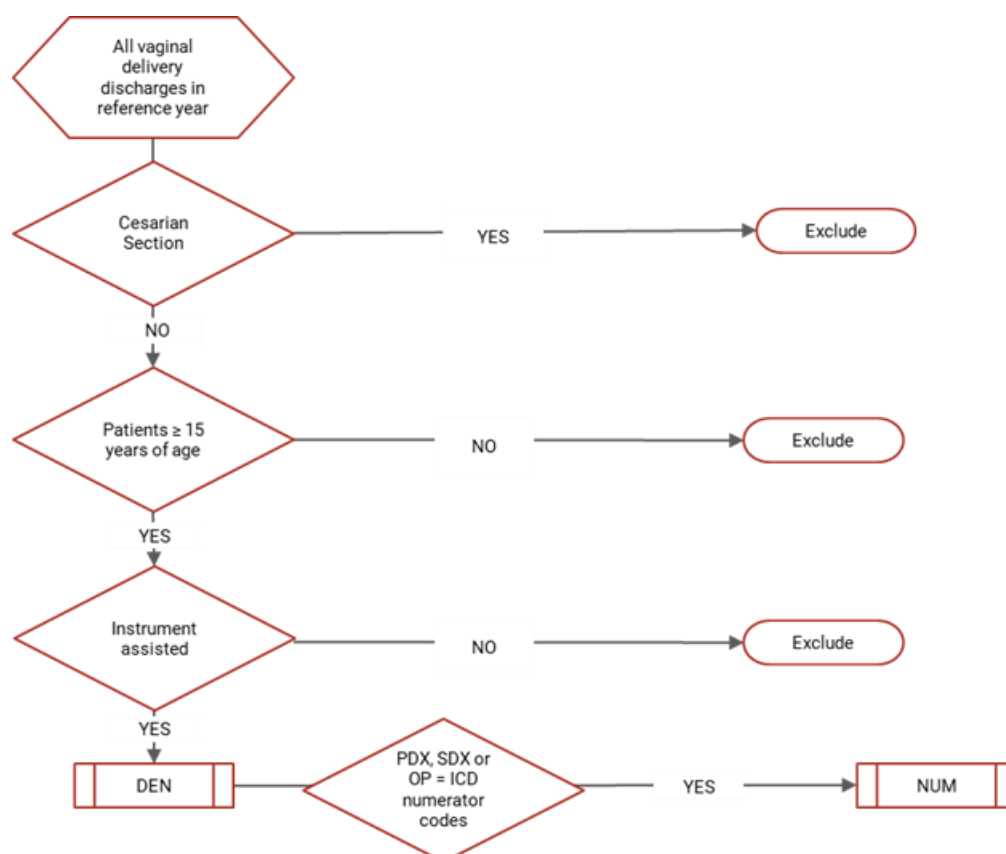 All vaginal
delivery
discharges in
reference year
Cesarian
Section
YES
Exclude
NO
Patients ≥ 15
years of age
NO
Exclude
YES
Instrument
assisted
NO
Exclude
YES
DEN
PDX, SDX or
OP = ICD
numerator
codes
YES
NUM